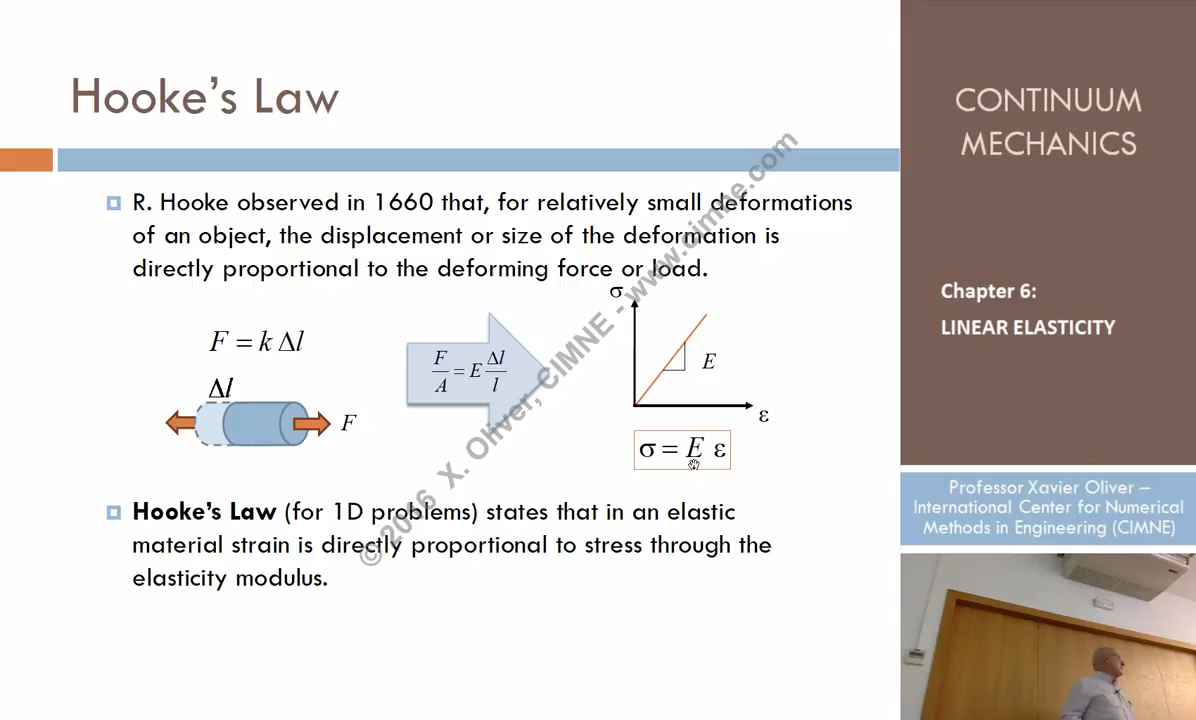 Hooke's Law
R. Hooke observed in 1660 that, for relatively small deformations
of an object, the displacement or size of the deformation is
directly proportional to the deforming force or load.
F = k Δl
Δl
F
F/A = E Δl/l
σ
E
ε
σ = E ε
Hooke's Law (for 1D problems) states that in an elastic
material strain is directly proportional to stress through the
elasticity modulus.
© 2016 X. Oliver, CIMNE - www.cimne.com
CONTINUUM
MECHANICS
Chapter 6:
LINEAR ELASTICITY
Professor Xavier Oliver –
International Center for Numerical
Methods in Engineering (CIMNE)